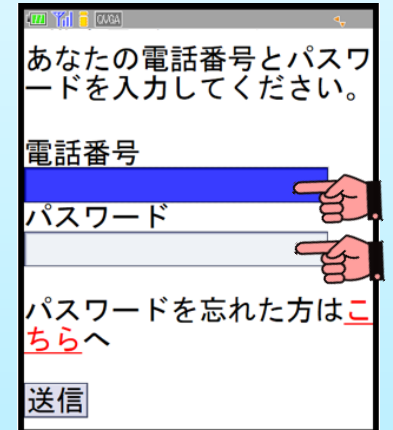 QVGA
あなたの電話番号とパスワ
ードを入力してください。
電話番号
パスワード
パスワードを忘れた方はこ
ちらへ
送信